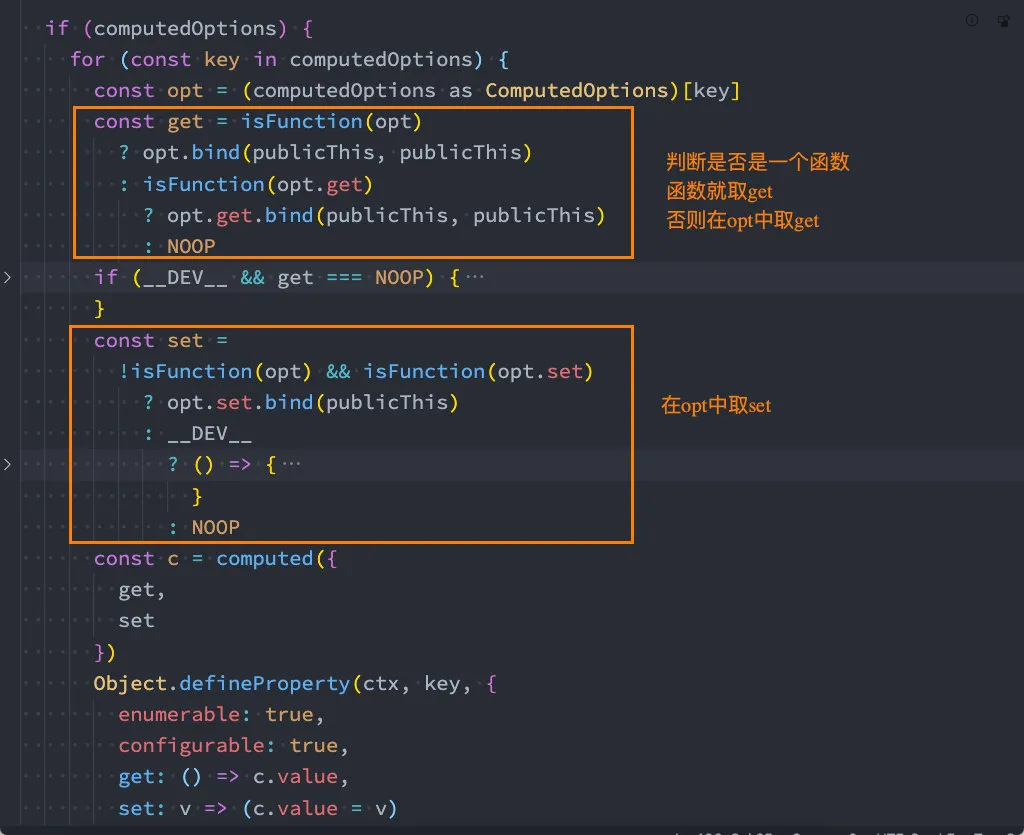 if (computedOptions) {
for (const key in computedOptions) {
const opt = (computedOptions as ComputedOptions)[key]
const get = isFunction(opt)
? opt.bind(publicThis, publicThis)
: isFunction(opt.get)
? opt.get.bind(publicThis, publicThis)
: NOOP
判断是否是一个函数
函数就取get
否则在opt中取get
if (__DEV__ && get === NOOP) {…
}
const set =
!isFunction(opt) && isFunction(opt.set)
? opt.set.bind(publicThis)
: __DEV__
? () => {…
}
: NOOP
在opt中取set
const c = computed({
get,
set
})
Object.defineProperty(ctx, key, {
enumerable: true,
configurable: true,
get: () => c.value,
set: v => (c.value = v)